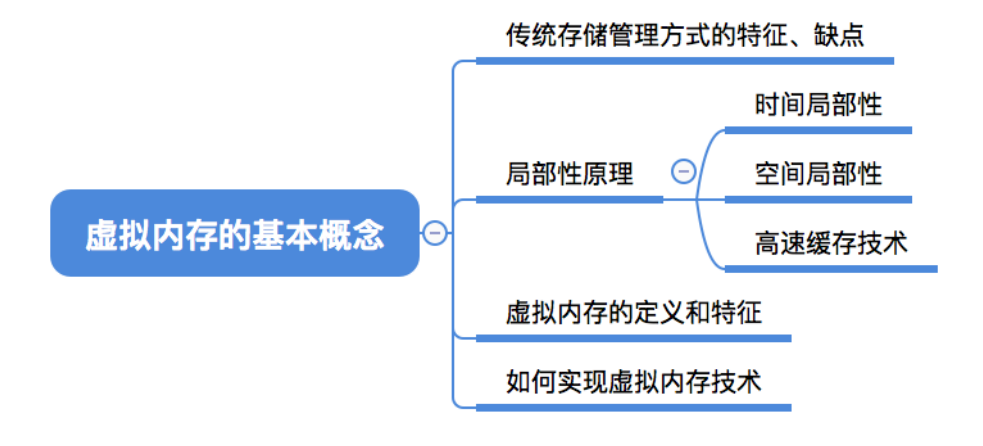 虚拟内存的基本概念
传统存储管理方式的特征、缺点
局部性原理
时间局部性
空间局部性
高速缓存技术
虚拟内存的定义和特征
如何实现虚拟内存技术